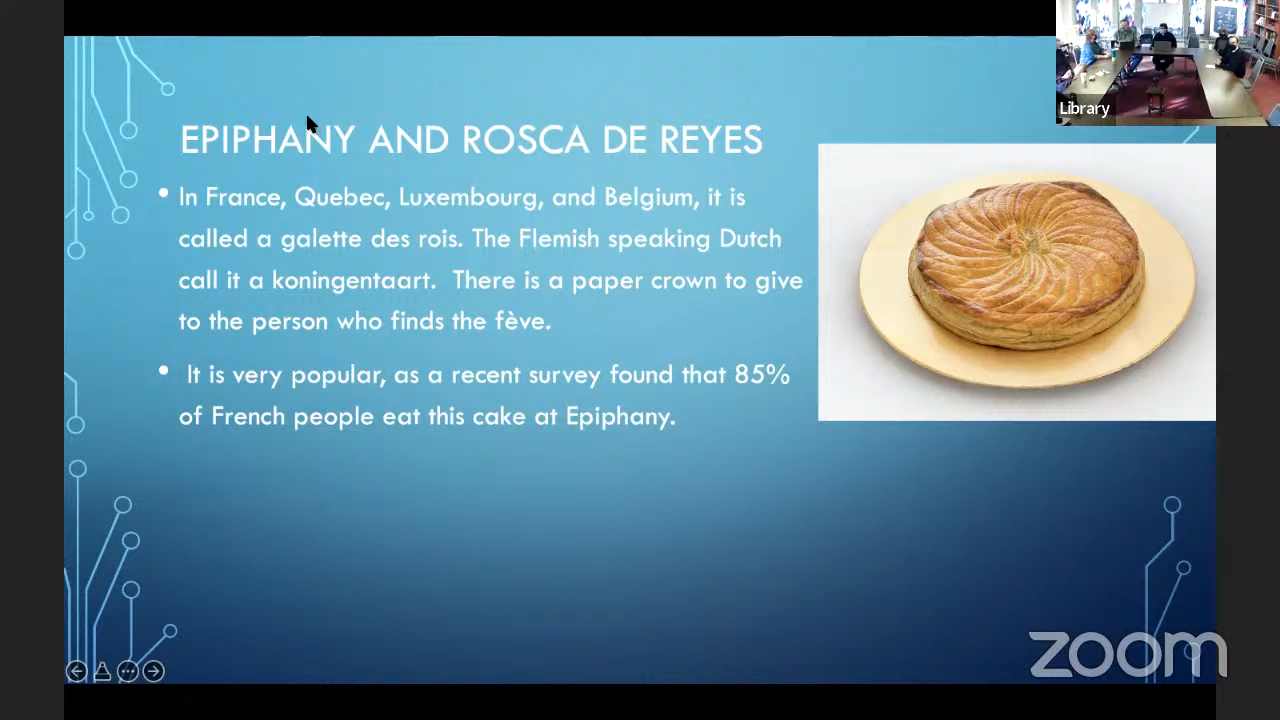 Library
EPIPHANY AND ROSCA DE REYES
• In France, Quebec, Luxembourg, and Belgium, it is
called a galette des rois. The Flemish speaking Dutch
call it a koningentaart.  There is a paper crown to give
to the person who finds the fève.
• It is very popular, as a recent survey found that 85%
of French people eat this cake at Epiphany.
zoom